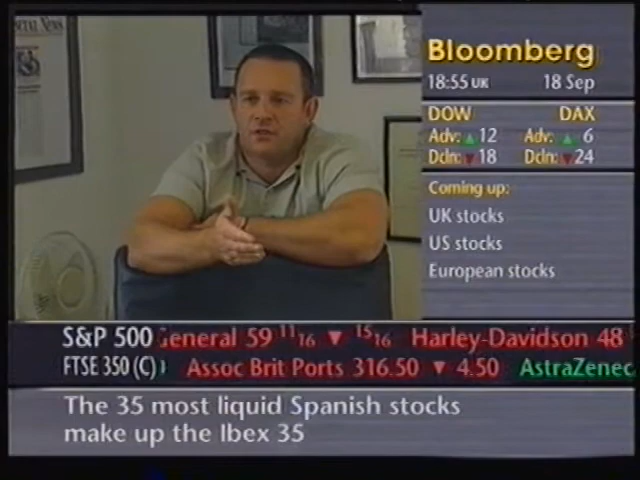 Bloomberg
18:55 UK 18 Sep
DOW DAX
Adv: ▲ 12 Adv: ▲ 6
Dcln: ▼ 18 Dcln: ▼ 24
Coming up:
UK stocks
US stocks
European stocks
S&P 500 General 59 11/16 ▼ 15/16 Harley-Davidson 48
FTSE 350 (C) Assoc Brit Ports 316.50 ▼ 4.50 AstraZenec
The 35 most liquid Spanish stocks
make up the Ibex 35